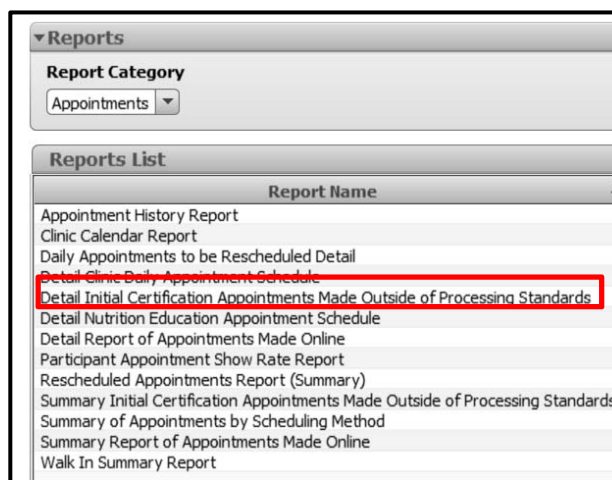 Reports
Report Category
Appointments
Reports List
Report Name
Appointment History Report
Clinic Calendar Report
Daily Appointments to be Rescheduled Detail
Detail Clinic Daily Appointment Schedule
Detail Initial Certification Appointments Made Outside of Processing Standards
Detail Nutrition Education Appointment Schedule
Detail Report of Appointments Made Online
Participant Appointment Show Rate Report
Rescheduled Appointments Report (Summary)
Summary Initial Certification Appointments Made Outside of Processing Standards
Summary of Appointments by Scheduling Method
Summary Report of Appointments Made Online
Walk In Summary Report